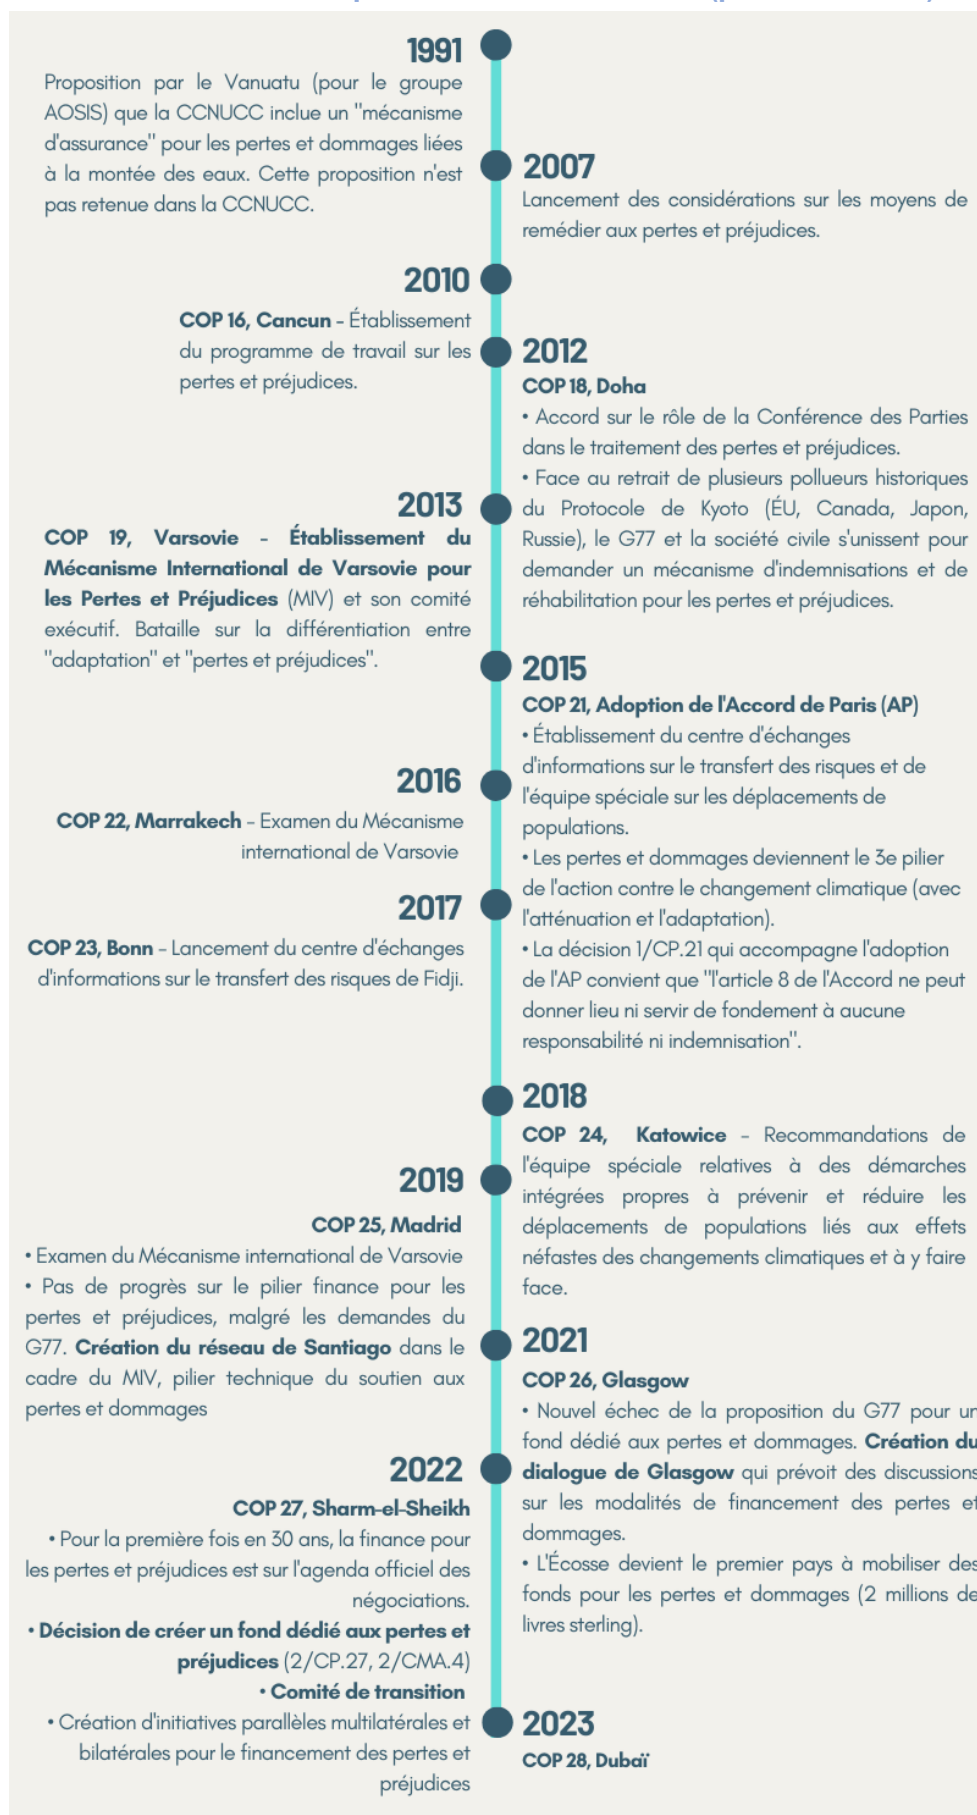 1991
Proposition par le Vanuatu (pour le groupe
AOSIS) que la CCNUCC inclue un "mécanisme
d'assurance" pour les pertes et dommages liées
à la montée des eaux. Cette proposition n'est
pas retenue dans la CCNUCC.
2007
Lancement des considérations sur les moyens de
remédier aux pertes et préjudices.
2010
COP 16, Cancun - Établissement
du programme de travail sur les
pertes et préjudices.
2012
COP 18, Doha
• Accord sur le rôle de la Conférence des Parties
dans le traitement des pertes et préjudices.
• Face au retrait de plusieurs pollueurs historiques
du Protocole de Kyoto (ÉU, Canada, Japon,
Russie), le G77 et la société civile s'unissent pour
demander un mécanisme d'indemnisations et de
réhabilitation pour les pertes et préjudices.
2013
COP 19, Varsovie - Établissement du
Mécanisme International de Varsovie pour
les Pertes et Préjudices (MIV) et son comité
exécutif. Bataille sur la différentiation entre
"adaptation" et "pertes et préjudices".
2015
COP 21, Adoption de l'Accord de Paris (AP)
• Établissement du centre d'échanges
d'informations sur le transfert des risques et de
l'équipe spéciale sur les déplacements de
populations.
• Les pertes et dommages deviennent le 3e pilier
de l'action contre le changement climatique (avec
l'atténuation et l'adaptation).
• La décision 1/CP.21 qui accompagne l'adoption
de l'AP convient que "l'article 8 de l'Accord ne peut
donner lieu ni servir de fondement à aucune
responsabilité ni indemnisation".
2016
COP 22, Marrakech - Examen du Mécanisme
international de Varsovie
2017
COP 23, Bonn - Lancement du centre d'échanges
d'informations sur le transfert des risques de Fidji.
2018
COP 24, Katowice - Recommandations de
l'équipe spéciale relatives à des démarches
intégrées propres à prévenir et réduire les
déplacements de populations liés aux effets
néfastes des changements climatiques et à y faire
face.
2019
COP 25, Madrid
• Examen du Mécanisme international de Varsovie
• Pas de progrès sur le pilier finance pour les
pertes et préjudices, malgré les demandes du
G77. Création du réseau de Santiago dans le
cadre du MIV, pilier technique du soutien aux
pertes et dommages
2021
COP 26, Glasgow
• Nouvel échec de la proposition du G77 pour un
fond dédié aux pertes et dommages. Création du
dialogue de Glasgow qui prévoit des discussions
sur les modalités de financement des pertes et
dommages.
• L'Écosse devient le premier pays à mobiliser des
fonds pour les pertes et dommages (2 millions de
livres sterling).
2022
COP 27, Sharm-el-Sheikh
• Pour la première fois en 30 ans, la finance pour
les pertes et préjudices est sur l'agenda officiel des
négociations.
• Décision de créer un fond dédié aux pertes et
préjudices (2/CP.27, 2/CMA.4)
• Comité de transition
• Création d'initiatives parallèles multilatérales et
bilatérales pour le financement des pertes et
préjudices
2023
COP 28, Dubaï